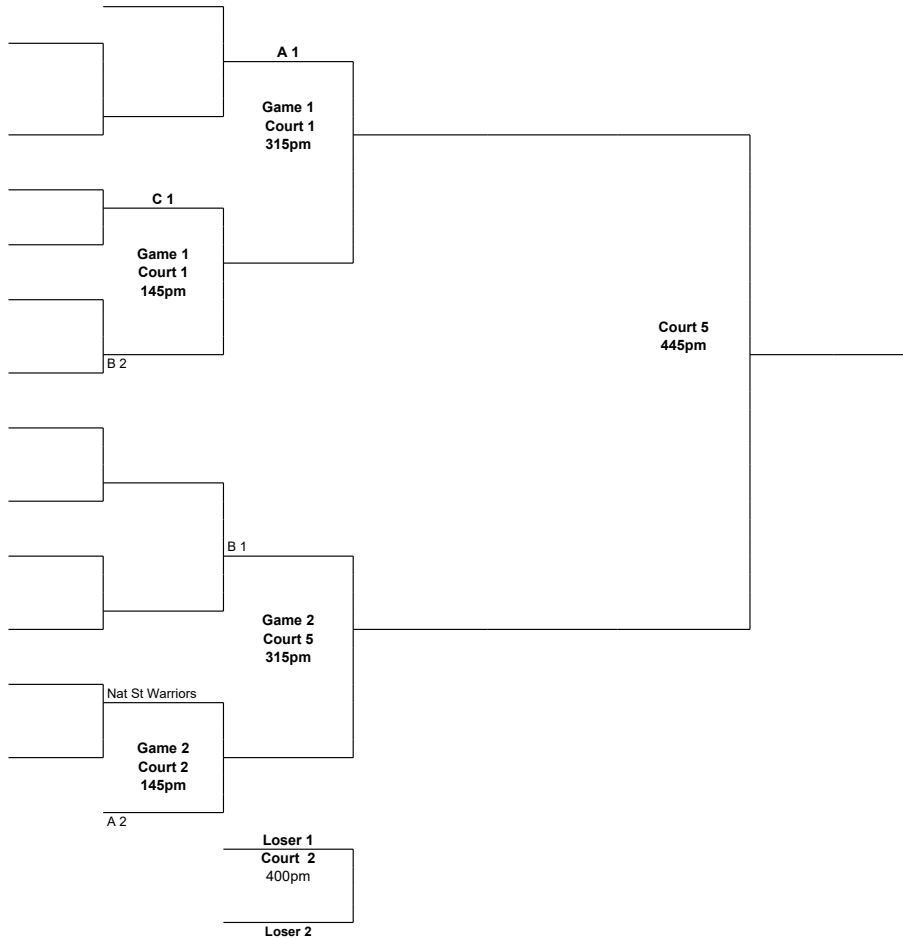 A 1
Game 1
Court 1
315pm
C 1
Game 1
Court 1
145pm
Court 5
445pm
B 2
B 1
Game 2
Court 5
315pm
Nat St Warriors
Game 2
Court 2
145pm
A 2
Loser 1
Court 2
400pm
Loser 2